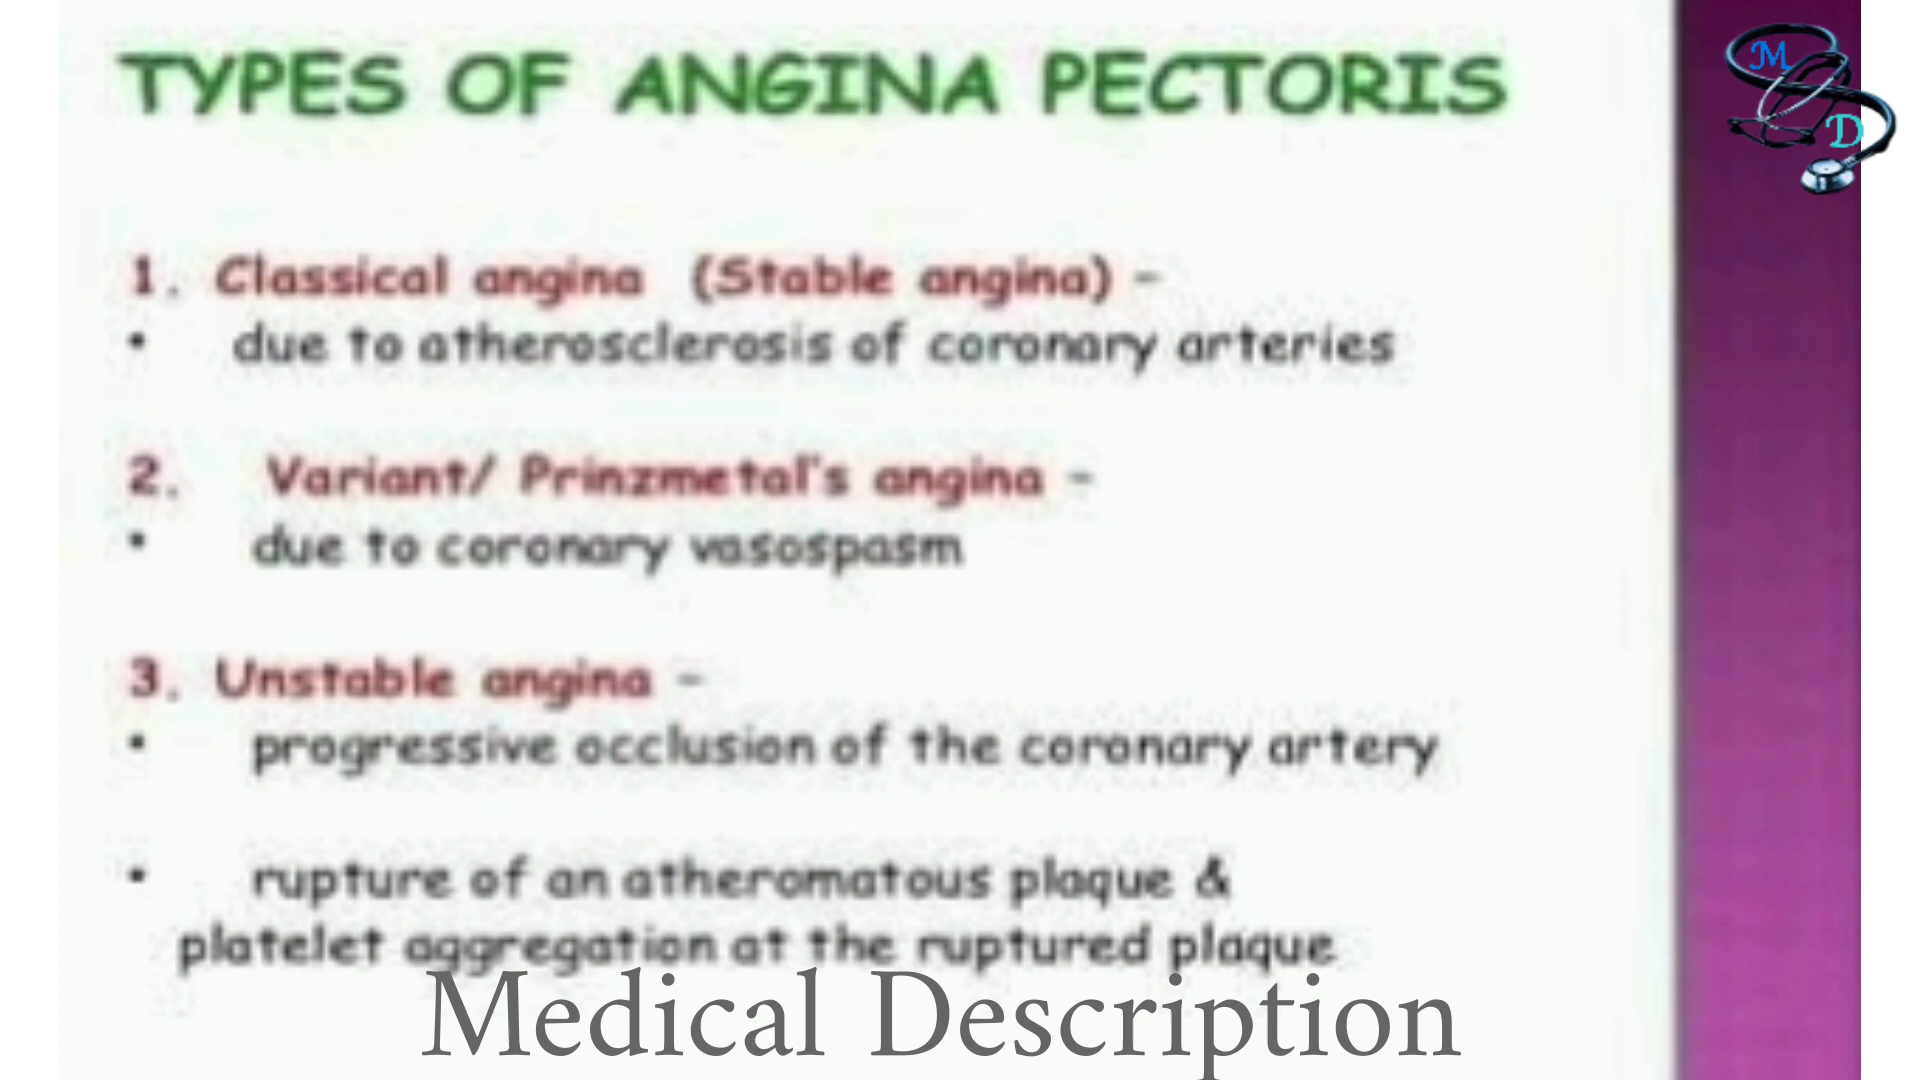 TYPES OF ANGINA PECTORIS
M
D
1. Classical angina (Stable angina) –
• due to atherosclerosis of coronary arteries
2. Variant/ Prinzmetal's angina –
• due to coronary vasospasm
3. Unstable angina –
• progressive occlusion of the coronary artery
• rupture of an atheromatous plaque &
platelet aggregation at the ruptured plaque
Medical Description